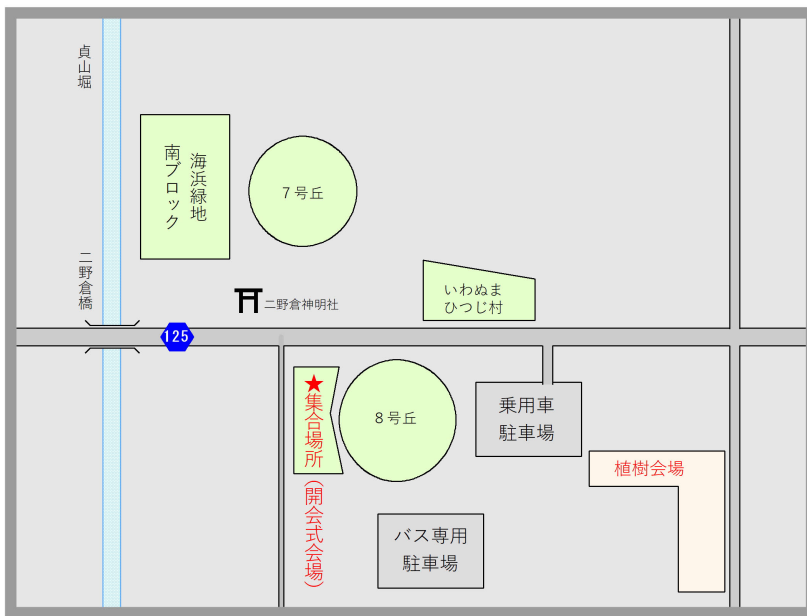 貞山堀
海浜緑地
南ブロック
7号丘
二野倉橋
二野倉神明社
いわぬま
ひつじ村
125
★集合場所
(開会式会場)
8号丘
乗用車
駐車場
植樹会場
バス専用
駐車場